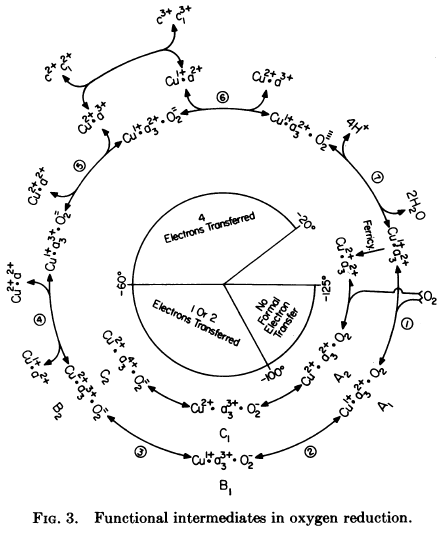 c³⁺ c₁³⁺
c²⁺ c₁²⁺
Cu¹⁺·a²⁺
Cu²⁺·a³⁺
⑥
Cu²⁺·a³⁺
Cu¹⁺·a₃²⁺·O₂⁼
Cu¹⁺·a₃²⁺·O₂
4H⁺
⑦
2H₂O
Cu¹⁺a₃²⁺
Ferricy.
Cu²⁺a₃²⁺
O₂
①
Cu¹⁺·a₃²⁺·O₂
A₁
Cu²⁺·a₃²⁺·O₂
A₂
②
Cu¹⁺a₃³⁺·O₂⁻
B₁
Cu²⁺·a₃³⁺·O₂⁻
C₁
③
Cu²⁺·a₃⁴⁺·O₂⁼
C₂
Cu²⁺a₃³⁺·O₂⁼
B₂
Cu¹⁺·a²⁺
④
Cu²⁺·a²⁺
Cu¹⁺a₃³⁺·O₂⁼
Cu²⁺a²⁺
⑤
4
Electrons Transferred
-20°
-60°
-125°
1 Or 2
Electrons Transferred
No
Formal
Electron
Transfer
-100°
FIG. 3. Functional intermediates in oxygen reduction.